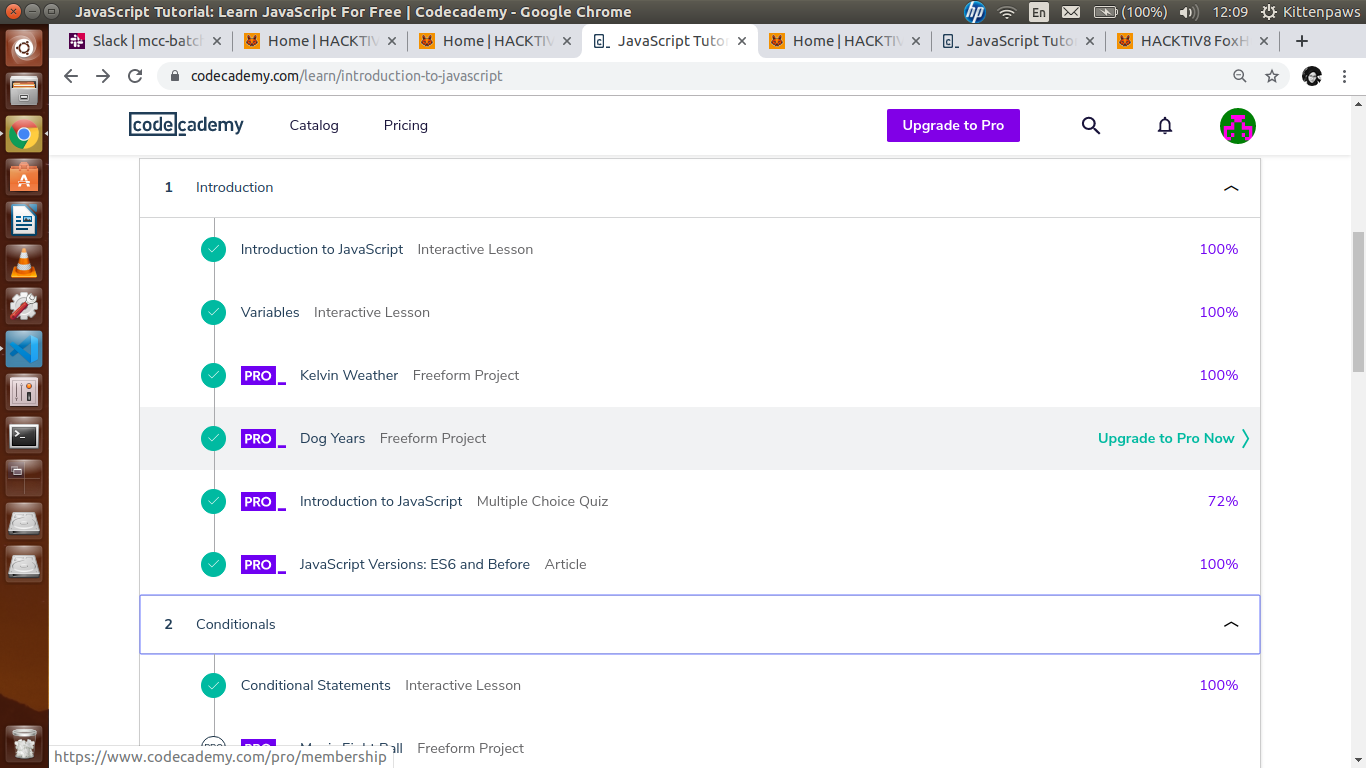 JavaScript Tutorial: Learn JavaScript For Free | Codecademy - Google Chrome
hp En (100%) 12:09 Kittenpaws
Slack | mcc-batch Home | HACKTIV Home | HACKTIV JavaScript Tutor Home | HACKTIV JavaScript Tutor HACKTIV8 FoxH
codecademy.com/learn/introduction-to-javascript
codecademy Catalog Pricing Upgrade to Pro
1 Introduction
Introduction to JavaScript Interactive Lesson 100%
Variables Interactive Lesson 100%
PRO Kelvin Weather Freeform Project 100%
PRO Dog Years Freeform Project Upgrade to Pro Now
PRO Introduction to JavaScript Multiple Choice Quiz 72%
PRO JavaScript Versions: ES6 and Before Article 100%
2 Conditionals
Conditional Statements Interactive Lesson 100%
PRO PRO Magic Eight Ball Freeform Project
https://www.codecademy.com/pro/membership